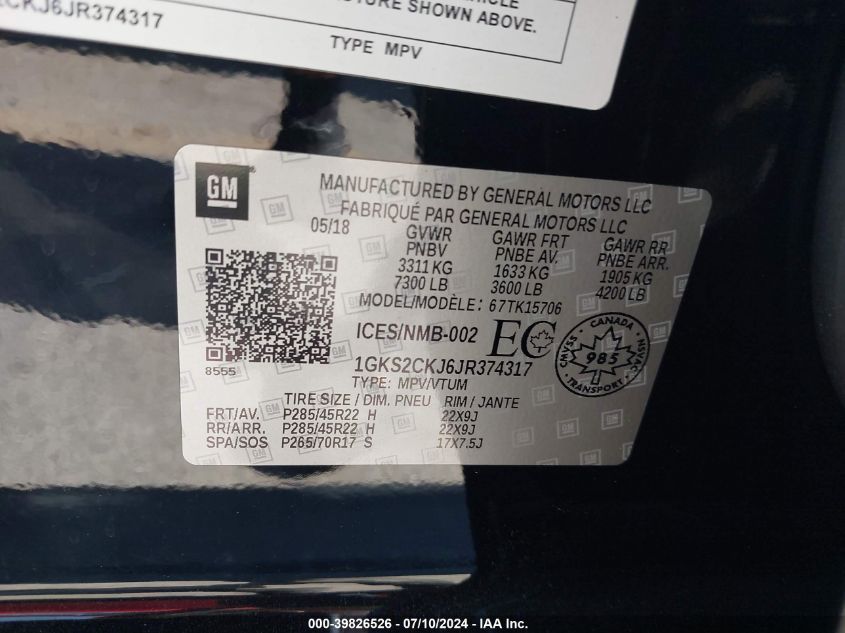 VEHICLE
SHOWN ABOVE.
CKJ6JR374317
TYPE MPV
GM
MANUFACTURED BY GENERAL MOTORS LLC
FABRIQUÉ PAR GENERAL MOTORS LLC
05/18 GVWR GAWR FRT GAWR RR
PNBV PNBE AV. PNBE ARR.
3311 KG 1633 KG 1905 KG
7300 LB 3600 LB 4200 LB
MODEL/MODÈLE: 67TK15706
ICES/NMB-002 EC
CANADA
CMVSS 985 NSVAC
TRANSPORT
8555
1GKS2CKJ6JR374317
TYPE: MPV/VTUM
TIRE SIZE / DIM. PNEU RIM / JANTE
FRT/AV. P285/45R22 H 22X9J
RR/ARR. P285/45R22 H 22X9J
SPA/SOS P265/70R17 S 17X7.5J
000-39826526 / 07/10/2024 - IAA Inc.